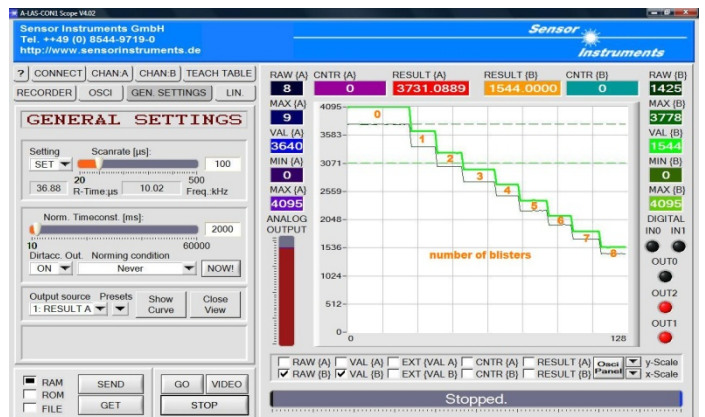 A-LAS-CON1 Scope V4.02
Sensor Instruments GmbH
Tel. ++49 (0) 8544-9719-0
http://www.sensorinstruments.de
Sensor
Instruments
? CONNECT CHAN:A CHAN:B TEACH TABLE
RECORDER OSCI GEN. SETTINGS LIN.
GENERAL SETTINGS
Setting Scanrate [µs]:
SET 100
20 500
36.88 R-Time:µs 10.02 Freq.:kHz
Norm. Timeconst. [ms]:
2000
10 60000
Dirtacc. Out. Norming condition
ON Never NOW!
Output source Presets
1: RESULT A
Show Curve
Close View
RAM
ROM
FILE
SEND
GET
GO VIDEO
STOP
RAW {A} CNTR {A} RESULT {A} RESULT {B} CNTR {B} RAW {B}
8 0 3731.0889 1544.0000 0 1425
MAX {A}
9
VAL {A}
3640
MIN {A}
0
MAX {A}
4095
ANALOG
OUTPUT
4095
3583
3071
2559
2048
1536
1024
512
0
0 128
0
1
2
3
4
5
6
7
8
number of blisters
MAX {B}
3778
VAL {B}
1544
MIN {B}
0
MAX {B}
4095
DIGITAL
IN0 IN1
OUT0
OUT2
OUT1
RAW {A} VAL {A} EXT {VAL A} CNTR {A} RESULT {A}
RAW {B} VAL {B} EXT {VAL B} CNTR {B} RESULT {B}
Osci
Panel
y-Scale
x-Scale
Stopped.